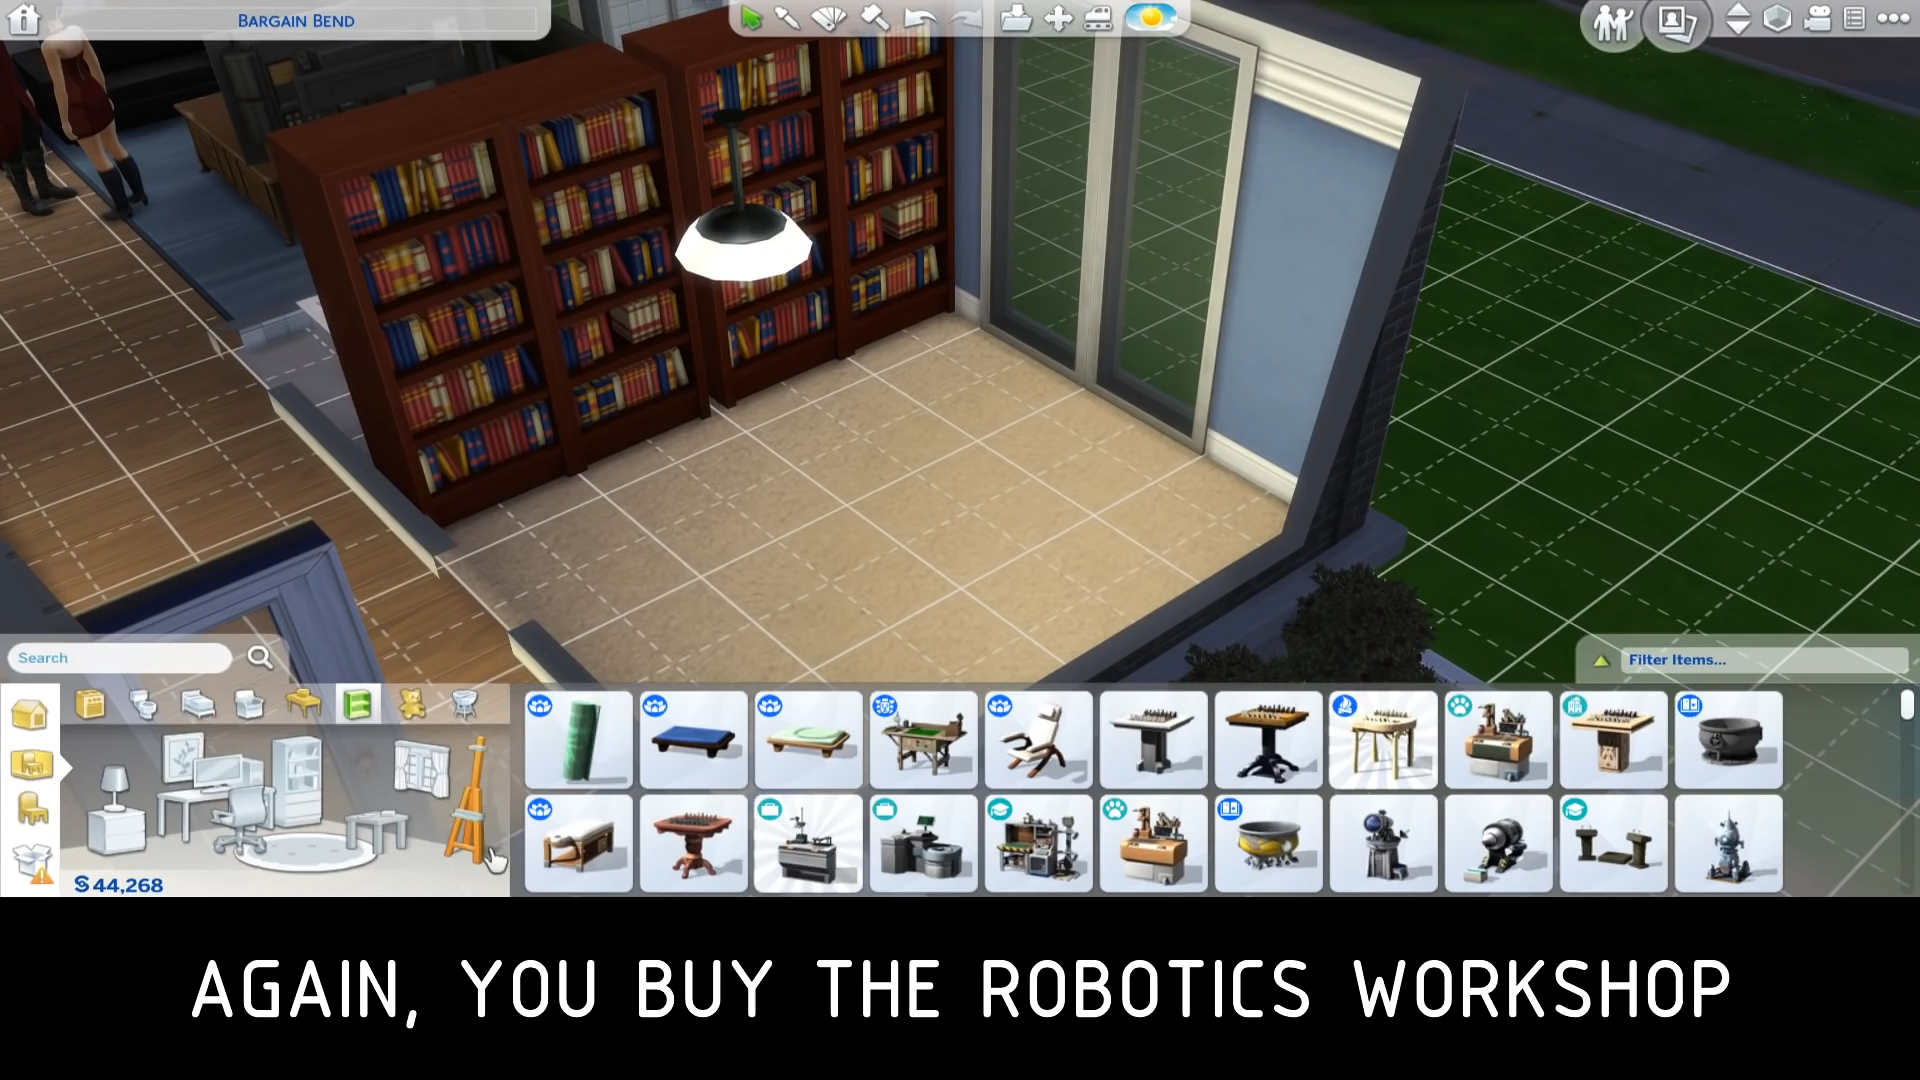 BARGAIN BEND
Search
Filter Items...
§44,268
AGAIN, YOU BUY THE ROBOTICS WORKSHOP